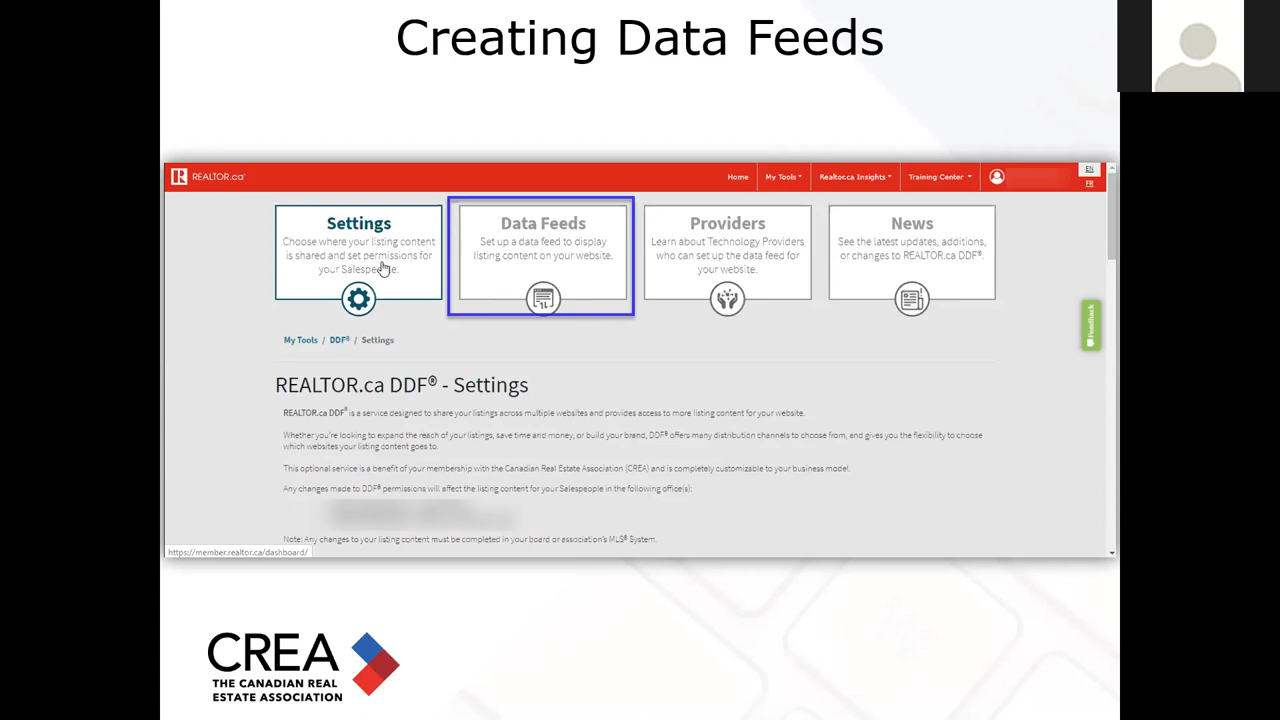 Creating Data Feeds
REALTOR.ca
Home
My Tools
Realtor.ca Insights
Training Center
EN
FR
Settings
Choose where your listing content
is shared and set permissions for
your Salespeople.
Data Feeds
Set up a data feed to display
listing content on your website.
Providers
Learn about Technology Providers
who can set up the data feed for
your website.
News
See the latest updates, additions,
or changes to REALTOR.ca DDF®.
Feedback
My Tools / DDF® / Settings
REALTOR.ca DDF® - Settings
REALTOR.ca DDF® is a service designed to share your listings across multiple websites and provides access to more listing content for your website.
Whether you're looking to expand the reach of your listings, save time and money, or build your brand, DDF® offers many distribution channels to choose from, and gives you the flexibility to choose
which websites your listing content goes to.
This optional service is a benefit of your membership with the Canadian Real Estate Association (CREA) and is completely customizable to your business model.
Any changes made to DDF® permissions will affect the listing content for your Salespeople in the following office(s):
Note: Any changes to your listing content must be completed in your board or association's MLS® System.
https://member.realtor.ca/dashboard/
CREA
THE CANADIAN REAL
ESTATE ASSOCIATION